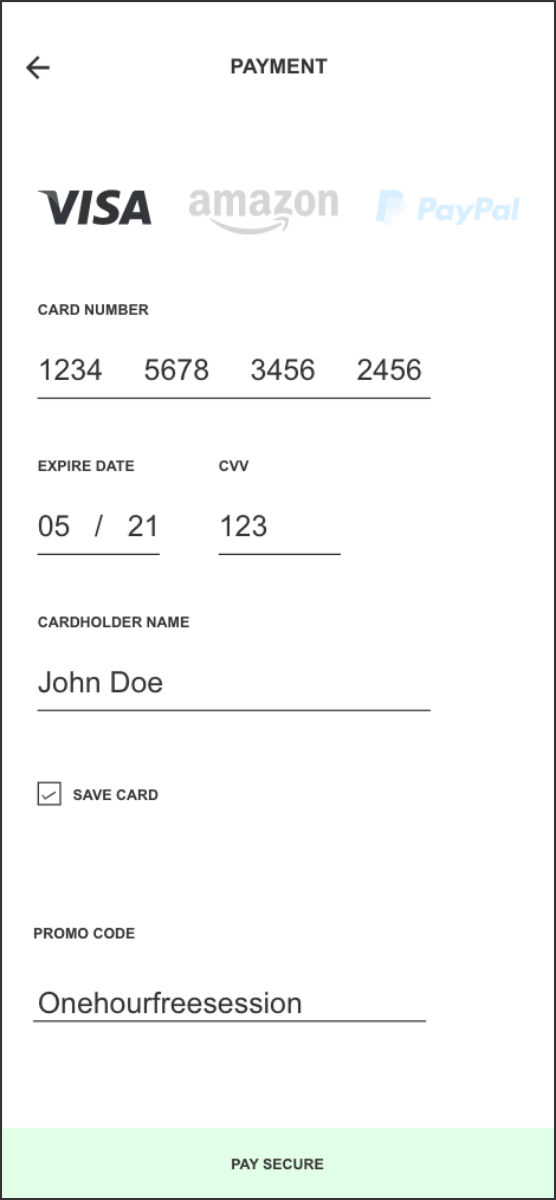 PAYMENT
VISA amazon PayPal
CARD NUMBER
1234 5678 3456 2456
EXPIRE DATE CVV
05 / 21 123
CARDHOLDER NAME
John Doe
SAVE CARD
PROMO CODE
Onehourfreesession
PAY SECURE